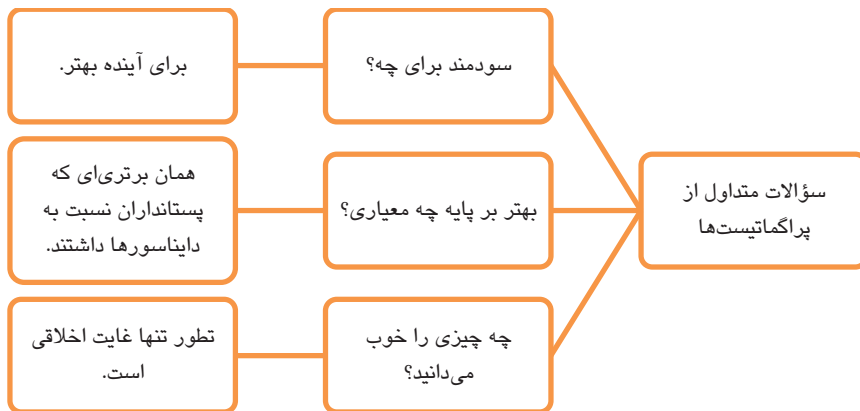 سؤالات متداول از
پراگماتیست‌ها
سودمند برای چه؟
برای آینده بهتر.
بهتر بر پایه چه معیاری؟
همان برتری‌ای که
پستانداران نسبت به
دایناسورها داشتند.
چه چیزی را خوب
می‌دانید؟
تطور تنها غایت اخلاقی
است.